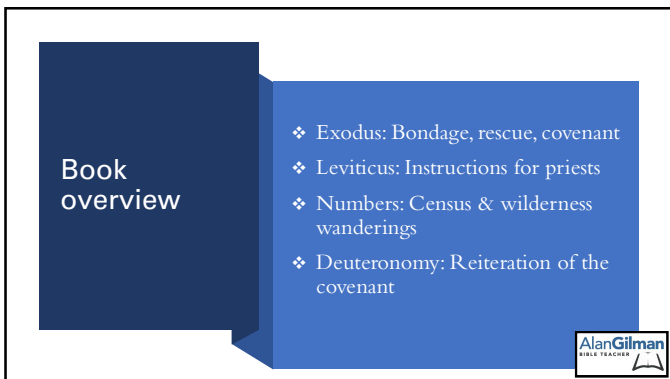 Book
overview
❖ Exodus: Bondage, rescue, covenant
❖ Leviticus: Instructions for priests
❖ Numbers: Census & wilderness
wanderings
❖ Deuteronomy: Reiteration of the
covenant
AlanGilman
BIBLE TEACHER